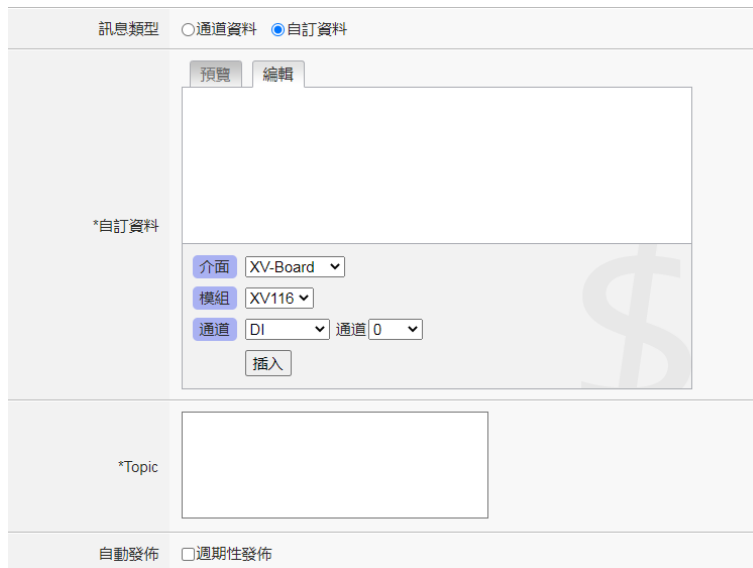 訊息類型 通道資料 自訂資料
預覽 編輯
*自訂資料
介面 XV-Board
模組 XV116
通道 DI 通道 0
插入
$
*Topic
自動發佈 週期性發佈